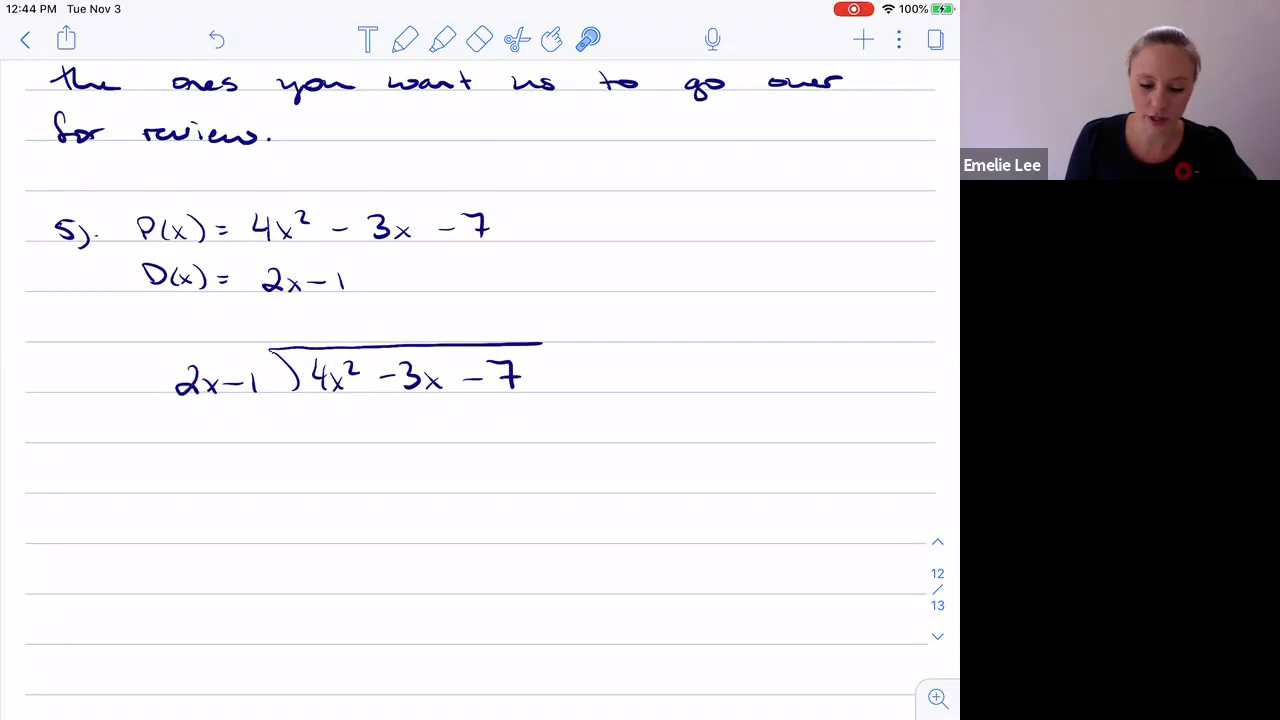 12:44 PM Tue Nov 3
100%
the ones you want us to go over
for review.
5). P(x) = 4x² - 3x - 7
D(x) = 2x - 1
2x-1 ) 4x² - 3x - 7
12
/
13
Emelie Lee